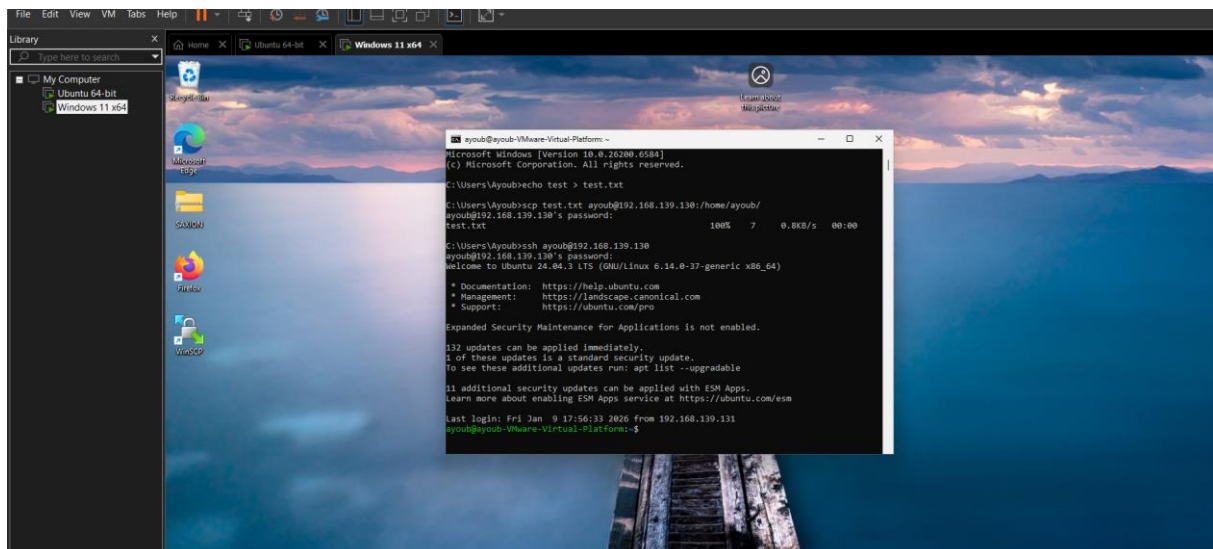 File Edit View VM Tabs Help
Library
Type here to search
My Computer
Ubuntu 64-bit
Windows 11 x64
Home
Ubuntu 64-bit
Windows 11 x64
Recycle Bin
Learn about
this picture
Microsoft
Edge
SAXION
Firefox
WinSCP
ayoub@ayoub-VMware-Virtual-Platform: ~
Microsoft Windows [Version 10.0.26200.6584]
(c) Microsoft Corporation. All rights reserved.
C:\Users\Ayoub>echo test > test.txt
C:\Users\Ayoub>scp test.txt ayoub@192.168.139.130:/home/ayoub/
ayoub@192.168.139.130's password:
test.txt 100% 7 0.8KB/s 00:00
C:\Users\Ayoub>ssh ayoub@192.168.139.130
ayoub@192.168.139.130's password:
Welcome to Ubuntu 24.04.3 LTS (GNU/Linux 6.14.0-37-generic x86_64)
* Documentation: https://help.ubuntu.com
* Management: https://landscape.canonical.com
* Support: https://ubuntu.com/pro
Expanded Security Maintenance for Applications is not enabled.
132 updates can be applied immediately.
1 of these updates is a standard security update.
To see these additional updates run: apt list --upgradable
11 additional security updates can be applied with ESM Apps.
Learn more about enabling ESM Apps service at https://ubuntu.com/esm
Last login: Fri Jan 9 17:56:33 2026 from 192.168.139.131
ayoub@ayoub-VMware-Virtual-Platform:~$